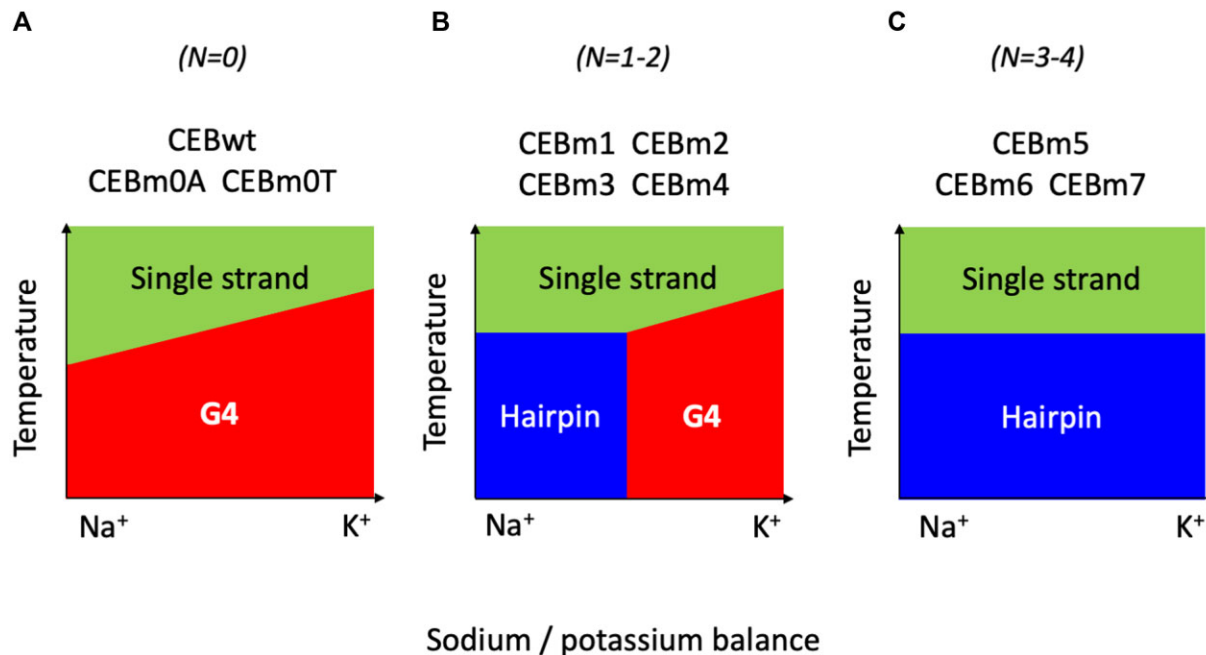 A
(N=0)
CEBwt
CEBm0A CEBm0T
Temperature
Single strand
G4
Na⁺
K⁺
B
(N=1-2)
CEBm1 CEBm2
CEBm3 CEBm4
Temperature
Single strand
Hairpin
G4
Na⁺
K⁺
C
(N=3-4)
CEBm5
CEBm6 CEBm7
Temperature
Single strand
Hairpin
Na⁺
K⁺
Sodium / potassium balance